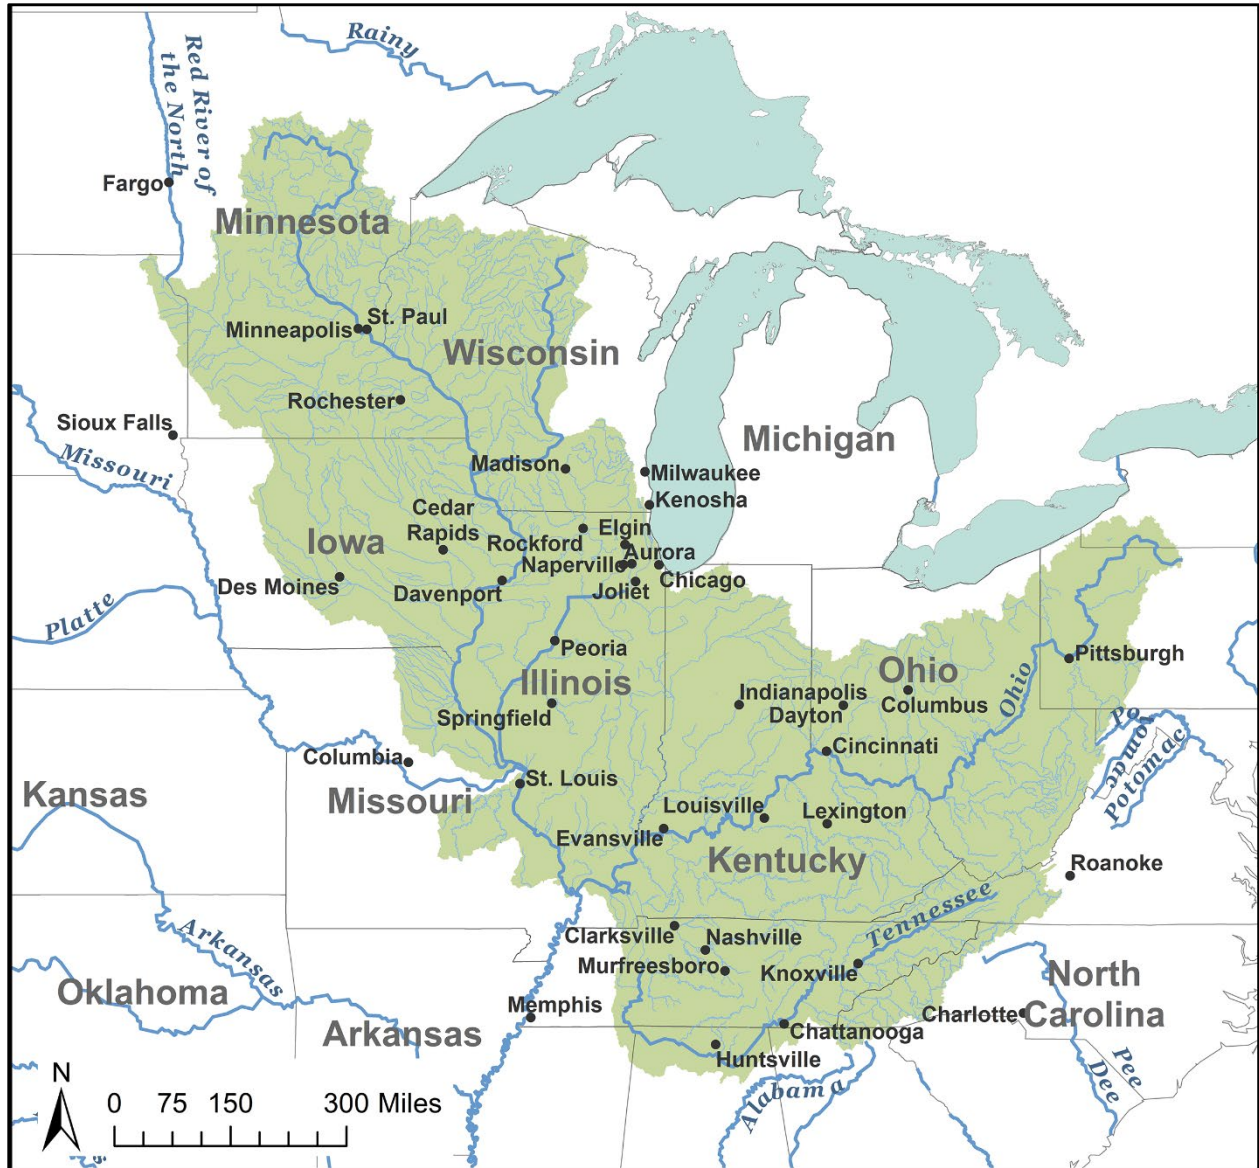 Rainy
Red River of
the North
Fargo
Minnesota
St. Paul
Minneapolis
Wisconsin
Rochester
Sioux Falls
Missouri
Michigan
Madison
Milwaukee
Kenosha
Cedar
Rapids
Iowa
Rockford
Elgin
Aurora
Naperville
Chicago
Des Moines
Davenport
Joliet
Platte
Peoria
Illinois
Ohio
Ohio
Pittsburgh
Springfield
Indianapolis
Dayton
Columbus
Cincinnati
Potomac
Potomac
Columbia
St. Louis
Missouri
Kansas
Louisville
Lexington
Evansville
Kentucky
Roanoke
Tennessee
Clarksville
Nashville
Murfreesboro
Knoxville
Arkansas
Oklahoma
Memphis
Arkansas
North
Carolina
Charlotte
Chattanooga
Huntsville
Alabama
Pee
Dee
N
0 75 150 300 Miles